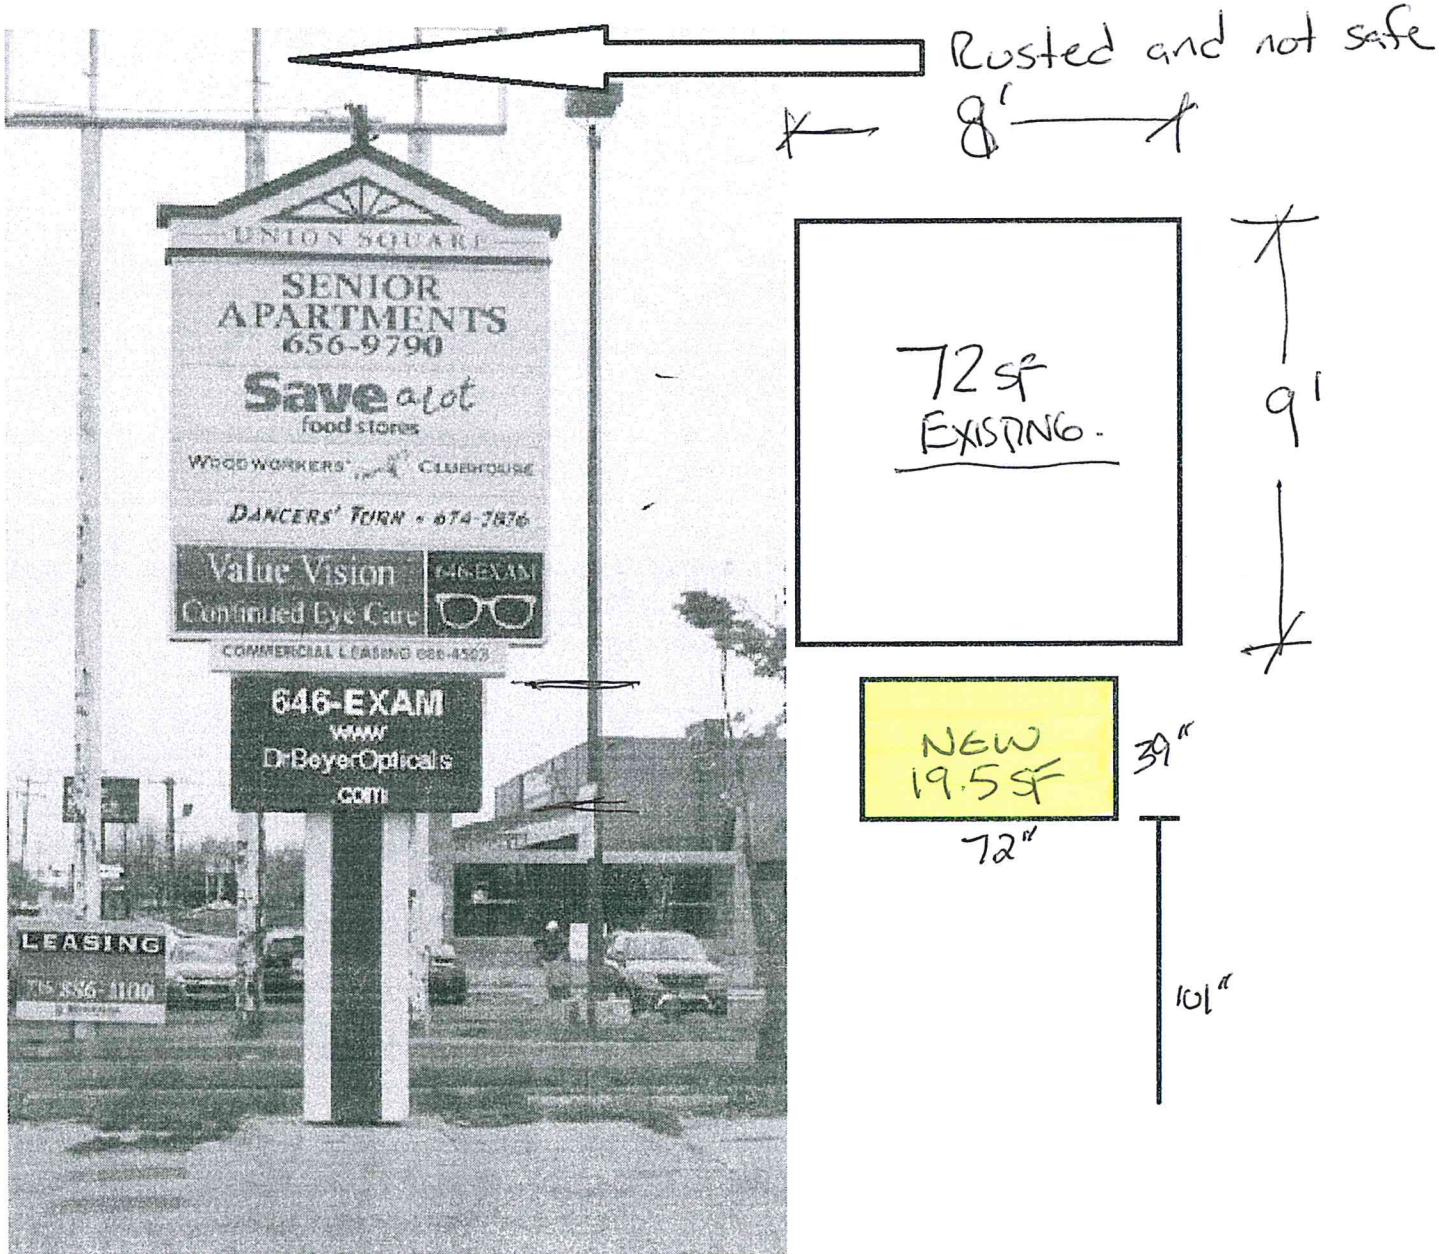 Rusted and not safe
8'
UNION SQUARE
SENIOR
APARTMENTS
656-9790
Save a lot
food stores
WOODWORKERS' CLUBHOUSE
DANCERS' TURN • 674-7876
Value Vision
Continued Eye Care
646-EXAM
COMMERCIAL LEASING
646-EXAM
www
DrBeyerOpticals
.com
LEASING
72 SF
EXISTING.
9'
NEW
19.5 SF
39"
72"
101"